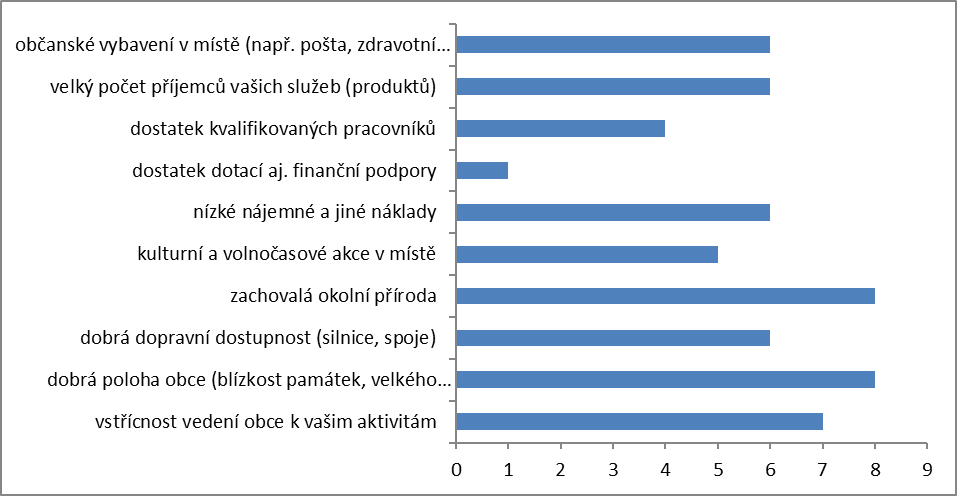 občanské vybavení v místě (např. pošta, zdravotní...
velký počet příjemců vašich služeb (produktů)
dostatek kvalifikovaných pracovníků
dostatek dotací aj. finanční podpory
nízké nájemné a jiné náklady
kulturní a volnočasové akce v místě
zachovalá okolní příroda
dobrá dopravní dostupnost (silnice, spoje)
dobrá poloha obce (blízkost památek, velkého...
vstřícnost vedení obce k vašim aktivitám
0 1 2 3 4 5 6 7 8 9